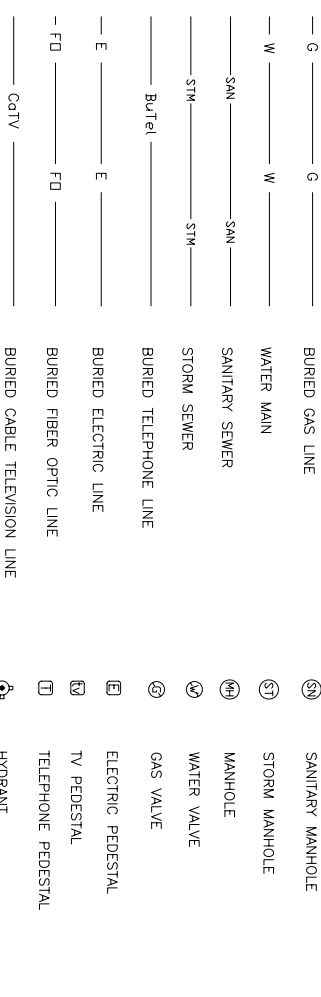 G G BURIED GAS LINE
W W WATER MAIN
SAN SAN SANITARY SEWER
STM STM STORM SEWER
BuTel BURIED TELEPHONE LINE
E E BURIED ELECTRIC LINE
FO FO BURIED FIBER OPTIC LINE
CaTV BURIED CABLE TELEVISION LINE
SN SANITARY MANHOLE
ST STORM MANHOLE
MH MANHOLE
W WATER VALVE
G GAS VALVE
E ELECTRIC PEDESTAL
tv TV PEDESTAL
T TELEPHONE PEDESTAL
HYDRANT